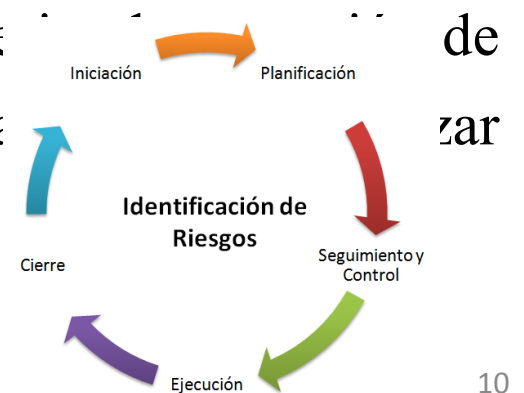 de
zar
Iniciación
Planificación
Identificación de
Riesgos
Seguimiento y
Control
Cierre
Ejecución
10